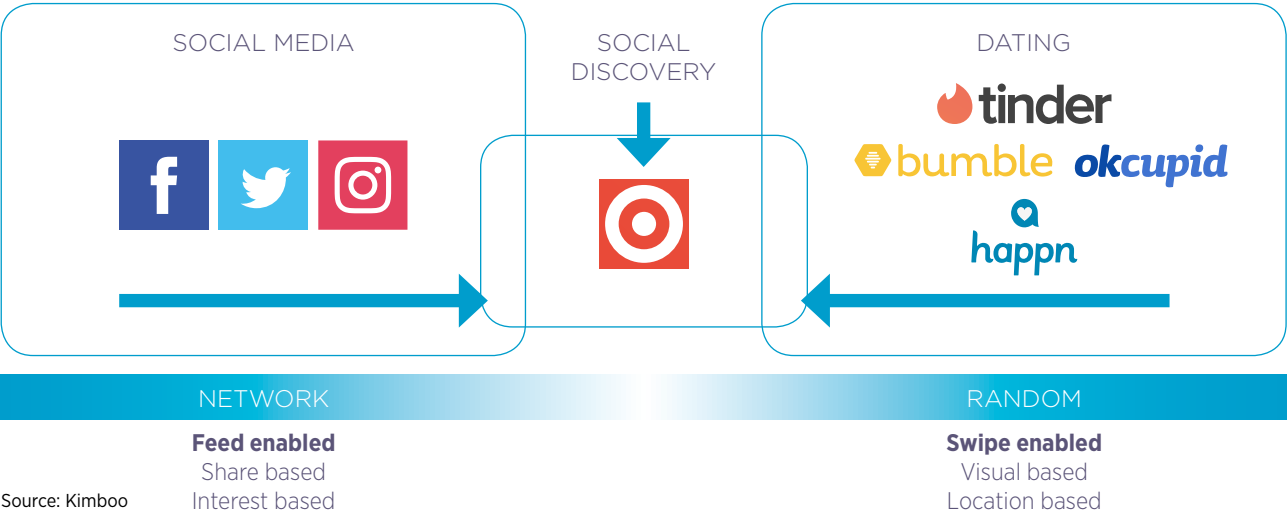 SOCIAL MEDIA
SOCIAL
DISCOVERY
DATING
tinder
bumble
okcupid
happn
NETWORK
RANDOM
Feed enabled
Share based
Interest based
Swipe enabled
Visual based
Location based
Source: Kimboo